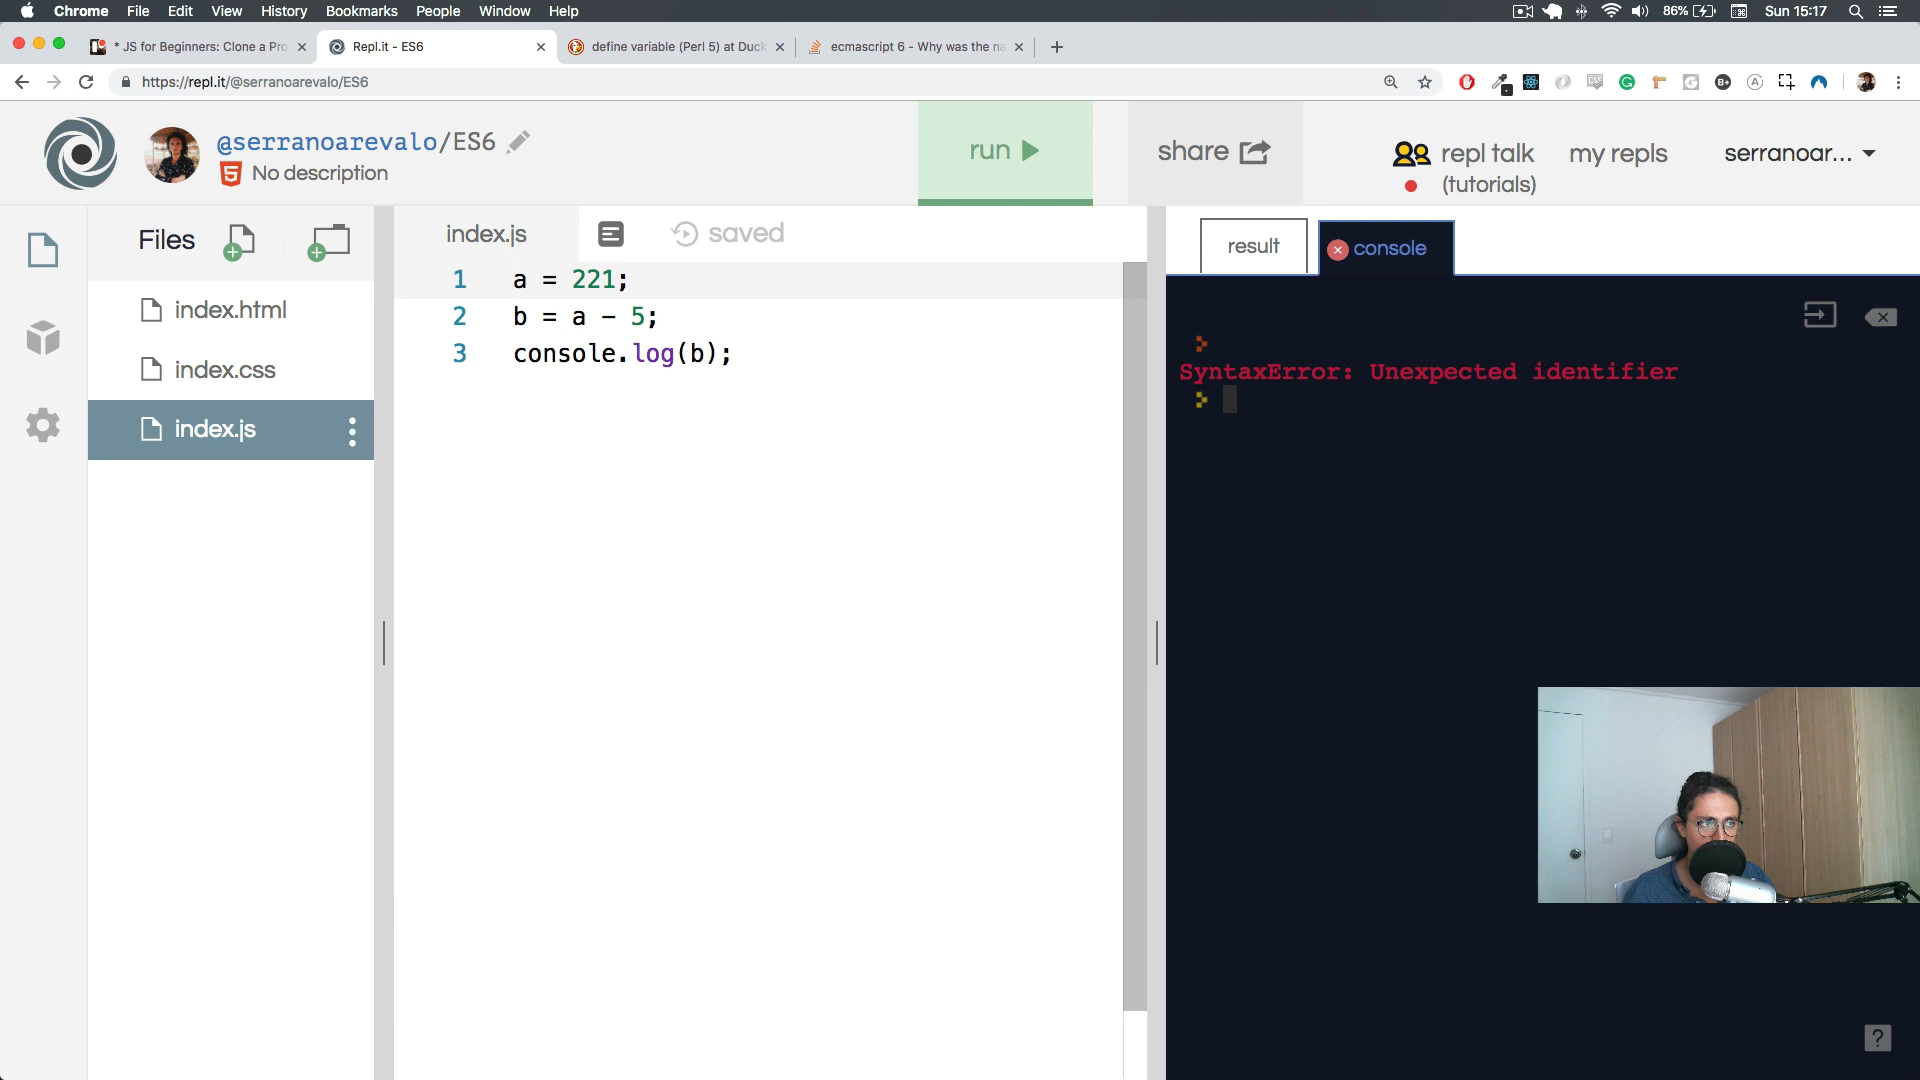 Chrome File Edit View History Bookmarks People Window Help 86% Sun 15:17
* JS for Beginners: Clone a Pro Repl.it - ES6 define variable (Perl 5) at Duck ecmascript 6 - Why was the na
https://repl.it/@serranoarevalo/ES6
@serranoarevalo/ES6
No description
run
share
repl talk
(tutorials)
my repls
serranoar...
Files
index.html
index.css
index.js
index.js
saved
1 a = 221;
2 b = a - 5;
3 console.log(b);
result
console
SyntaxError: Unexpected identifier
?